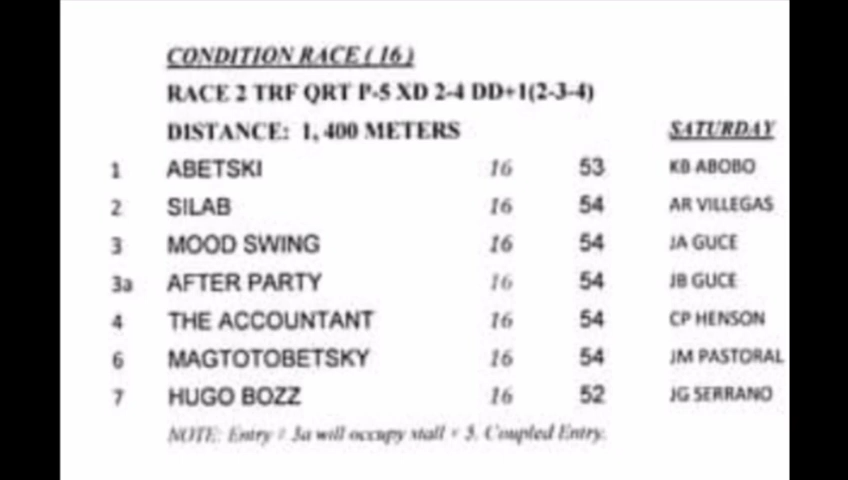 CONDITION RACE ( 16 )
RACE 2 TRF QRT P-5 XD 2-4 DD+1(2-3-4)
DISTANCE: 1, 400 METERS SATURDAY
1 ABETSKI 16 53 KB ABOBO
2 SILAB 16 54 AR VILLEGAS
3 MOOD SWING 16 54 JA GUCE
3a AFTER PARTY 16 54 JB GUCE
4 THE ACCOUNTANT 16 54 CP HENSON
6 MAGTOTOBETSKY 16 54 JM PASTORAL
7 HUGO BOZZ 16 52 JG SERRANO
NOTE: Entry # 3a will occupy stall # 5. Coupled Entry.